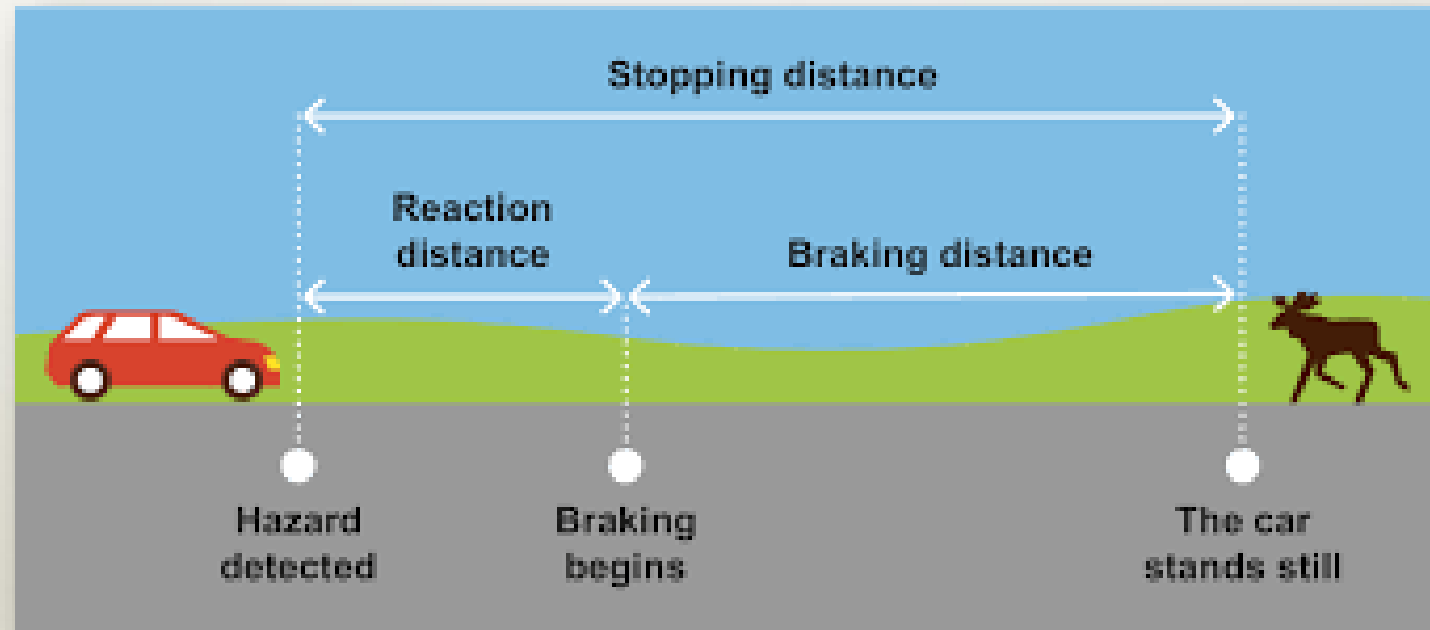 Stopping distance
Reaction
distance
Braking distance
Hazard
detected
Braking
begins
The car
stands still